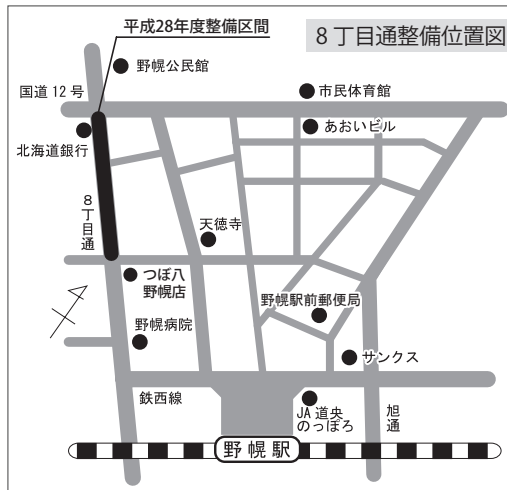 平成28年度整備区間
8丁目通整備位置図
野幌公民館
国道12号
市民体育館
北海道銀行
あおいビル
8丁目通
天徳寺
つぼ八
野幌店
野幌駅前郵便局
野幌病院
サンクス
鉄西線
JA道央
のっぽろ
旭通
野幌駅